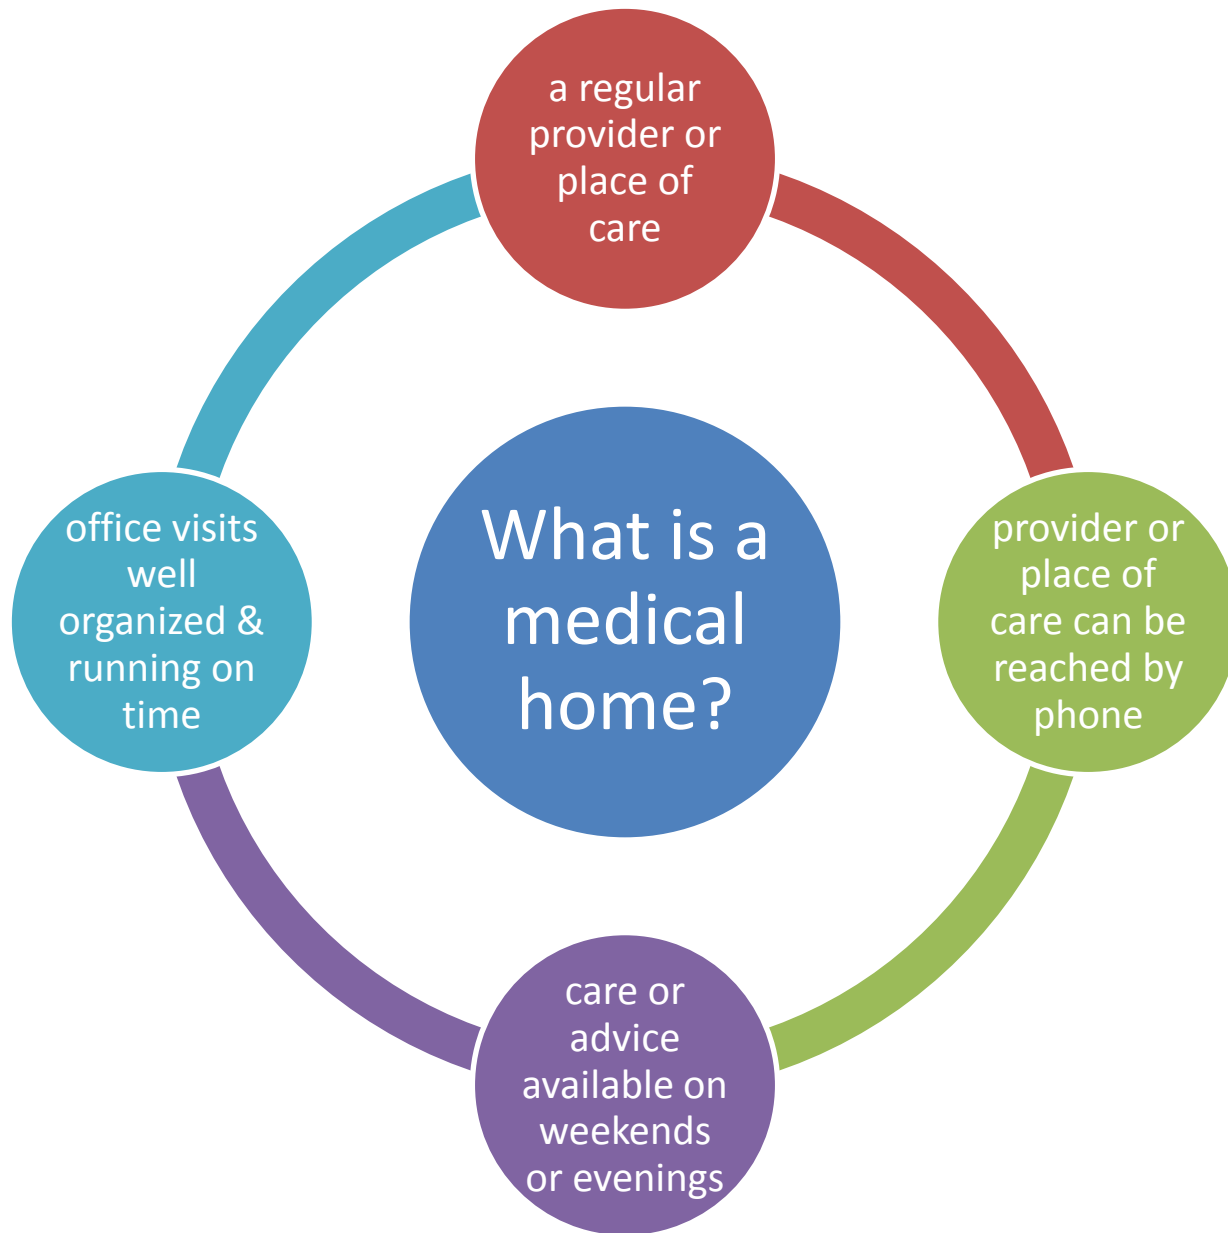 a regular
provider or
place of
care
What is a
medical
home?
provider or
place of
care can be
reached by
phone
care or
advice
available on
weekends
or evenings
office visits
well
organized &
running on
time